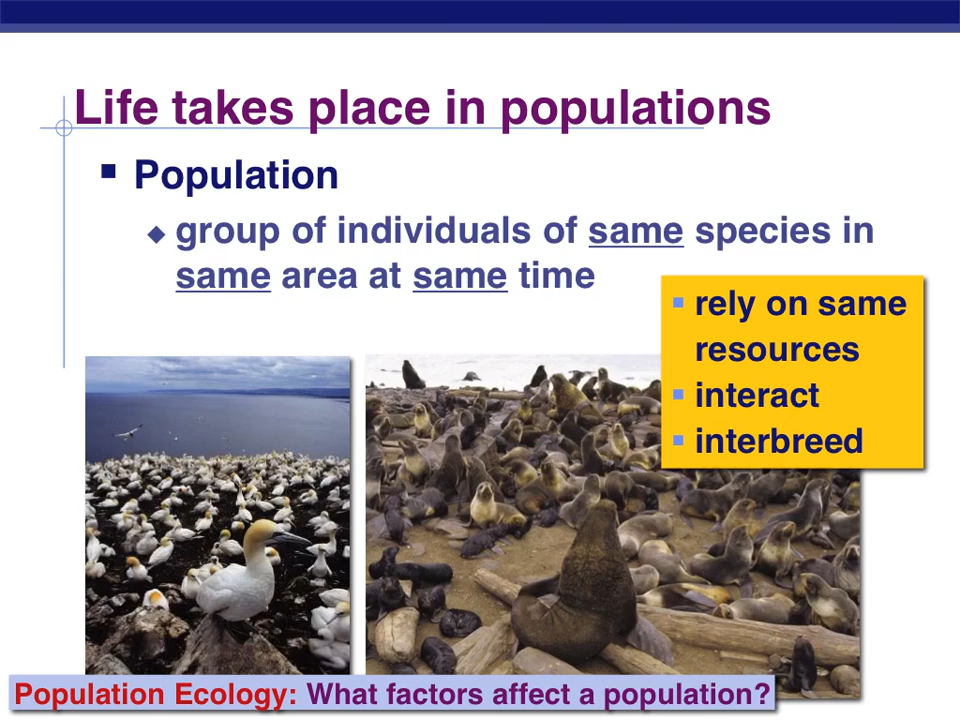 Life takes place in populations
Population
group of individuals of same species in
same area at same time
rely on same
resources
interact
interbreed
Population Ecology: What factors affect a population?